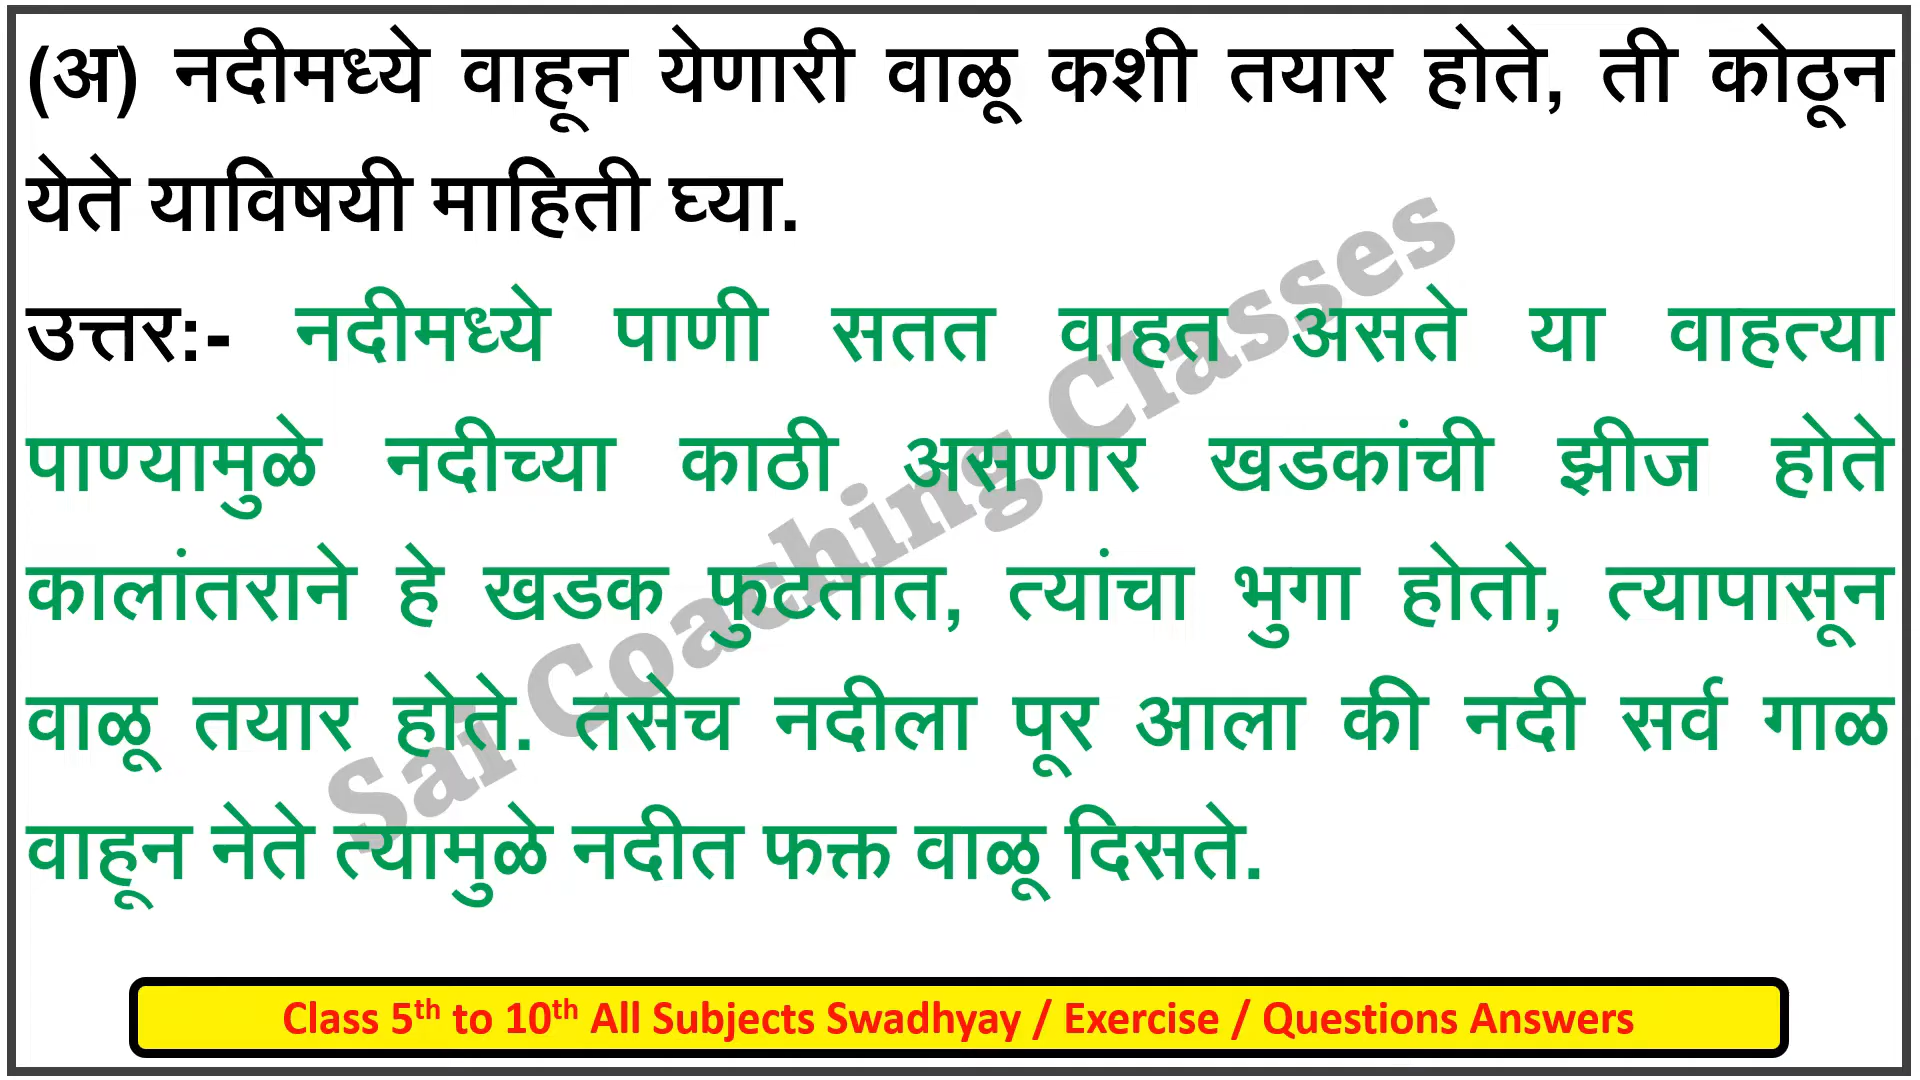 (अ) नदीमध्ये वाहून येणारी वाळू कशी तयार होते, ती कोठून
येते याविषयी माहिती घ्या.
उत्तर:- नदीमध्ये पाणी सतत वाहत असते या वाहत्या
पाण्यामुळे नदीच्या काठी असणार खडकांची झीज होते
कालांतराने हे खडक फुटतात, त्यांचा भुगा होतो, त्यापासून
वाळू तयार होते. तसेच नदीला पूर आला की नदी सर्व गाळ
वाहून नेते त्यामुळे नदीत फक्त वाळू दिसते.
Sai Coaching Classes
Class 5th to 10th All Subjects Swadhyay / Exercise / Questions Answers